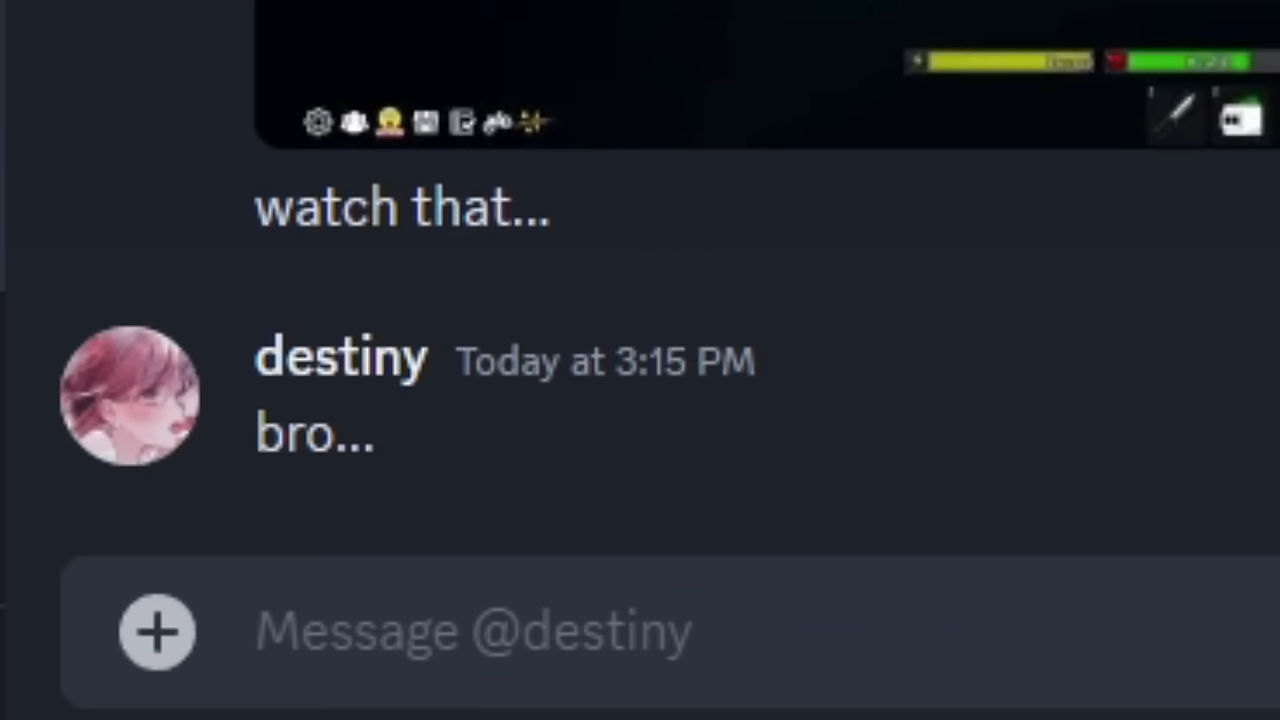 watch that...
destiny Today at 3:15 PM
bro...
Message @destiny